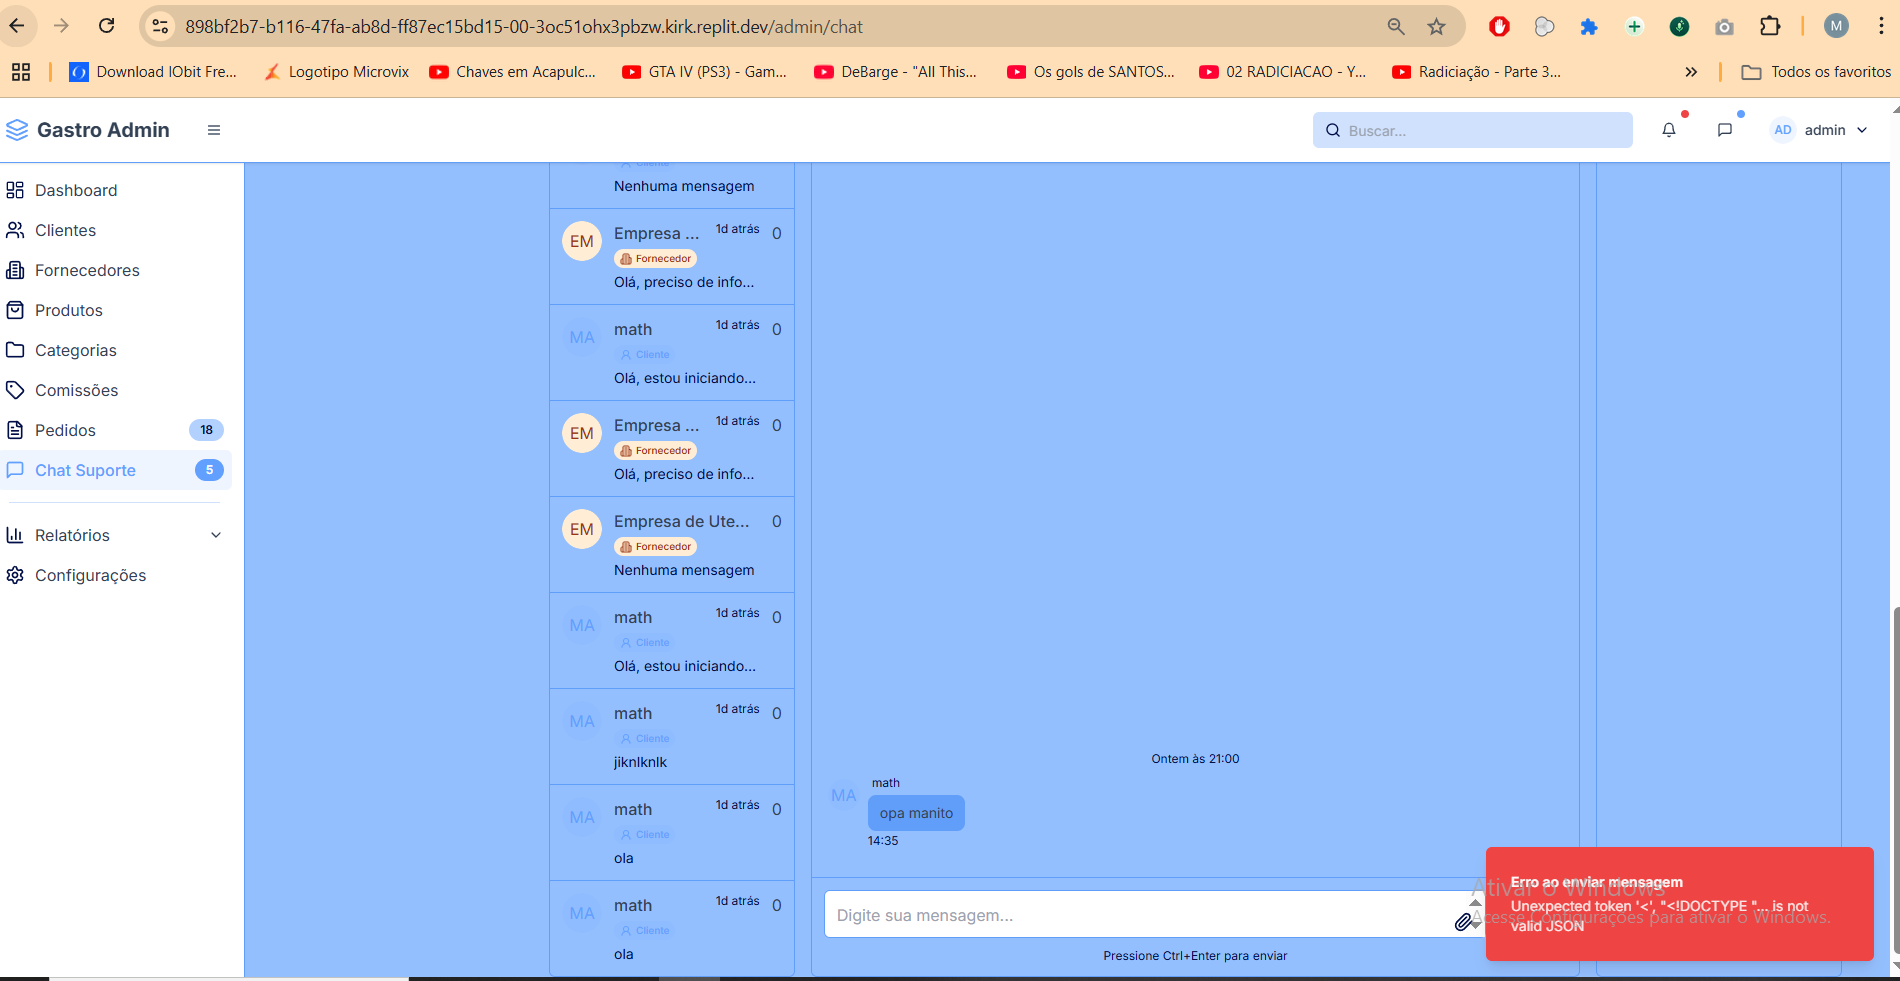 898bf2b7-b116-47fa-ab8d-ff87ec15bd15-00-3oc51ohx3pbzw.kirk.replit.dev/admin/chat
M
Download IObit Fre...
Logotipo Microvix
Chaves em Acapulc...
GTA IV (PS3) - Gam...
DeBarge - "All This...
Os gols de SANTOS...
02 RADICIACAO - Y...
Radiciação - Parte 3...
»
Todos os favoritos
Gastro Admin
Buscar...
AD
admin
Dashboard
Clientes
Fornecedores
Produtos
Categorias
Comissões
Pedidos
18
Chat Suporte
5
Relatórios
Configurações
Cliente
Nenhuma mensagem
EM
Empresa ...
1d atrás
0
Fornecedor
Olá, preciso de info...
MA
math
1d atrás
0
Cliente
Olá, estou iniciando...
EM
Empresa ...
1d atrás
0
Fornecedor
Olá, preciso de info...
EM
Empresa de Ute...
0
Fornecedor
Nenhuma mensagem
MA
math
1d atrás
0
Cliente
Olá, estou iniciando...
MA
math
1d atrás
0
Cliente
jiknlknlk
MA
math
1d atrás
0
Cliente
ola
MA
math
1d atrás
0
Cliente
ola
Ontem às 21:00
math
MA
opa manito
14:35
Digite sua mensagem...
Pressione Ctrl+Enter para enviar
Erro ao enviar mensagem
Unexpected token '<', "<!DOCTYPE "... is not
valid JSON
Ativar o Windows
Acesse Configurações para ativar o Windows.